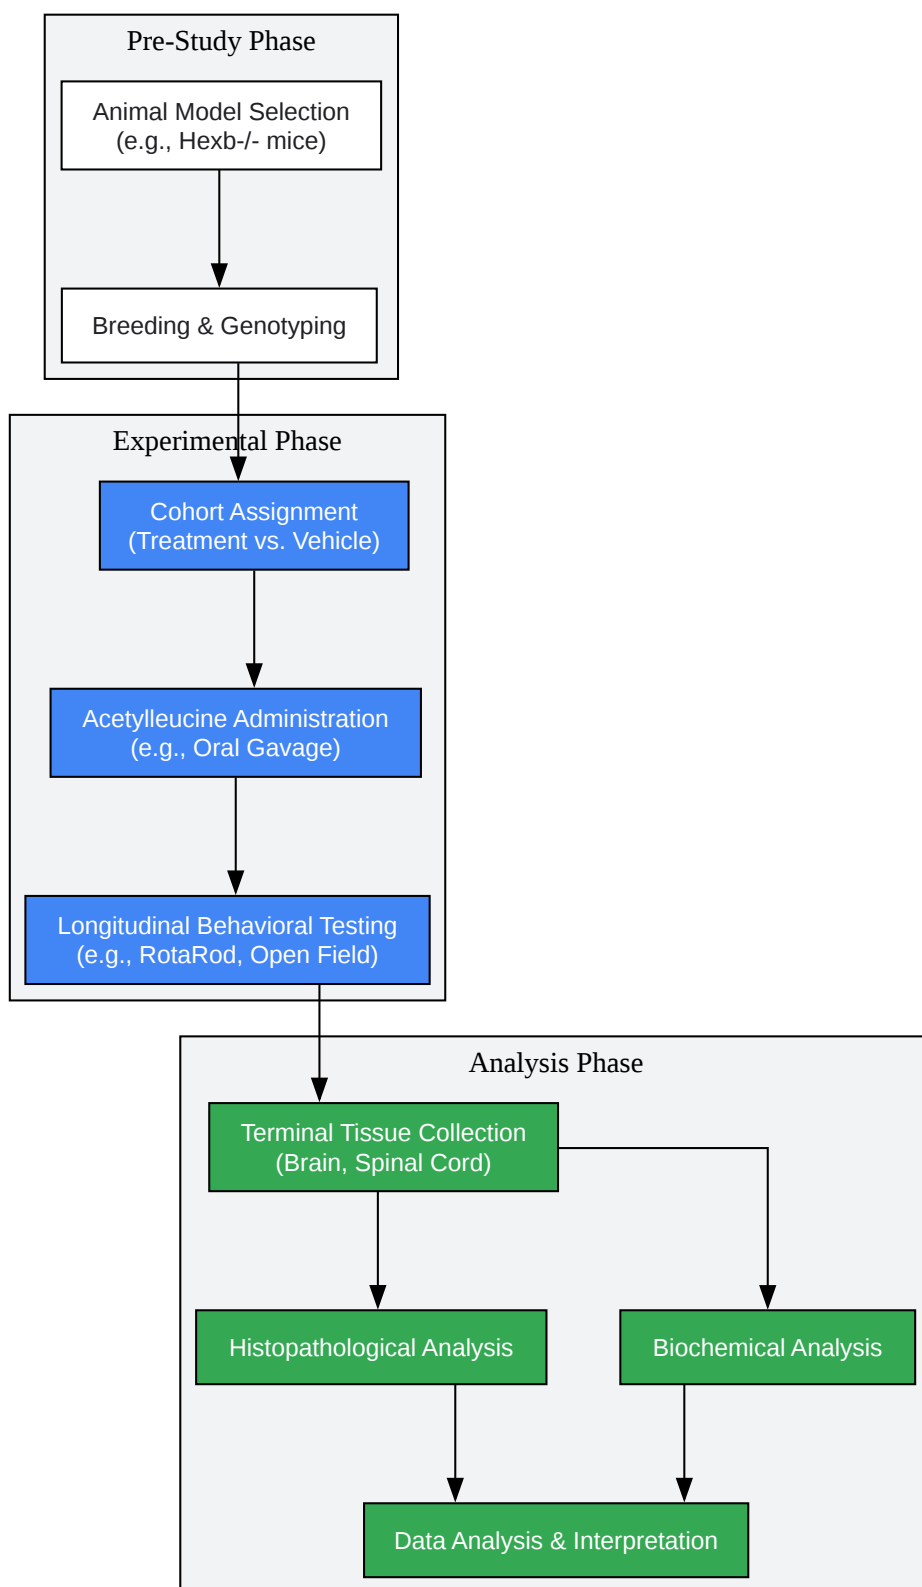 Pre-Study Phase
Animal Model Selection
(e.g., Hexb-/- mice)
Breeding & Genotyping
Experimental Phase
Cohort Assignment
(Treatment vs. Vehicle)
Acetylleucine Administration
(e.g., Oral Gavage)
Longitudinal Behavioral Testing
(e.g., RotaRod, Open Field)
Analysis Phase
Terminal Tissue Collection
(Brain, Spinal Cord)
Histopathological Analysis
Biochemical Analysis
Data Analysis & Interpretation